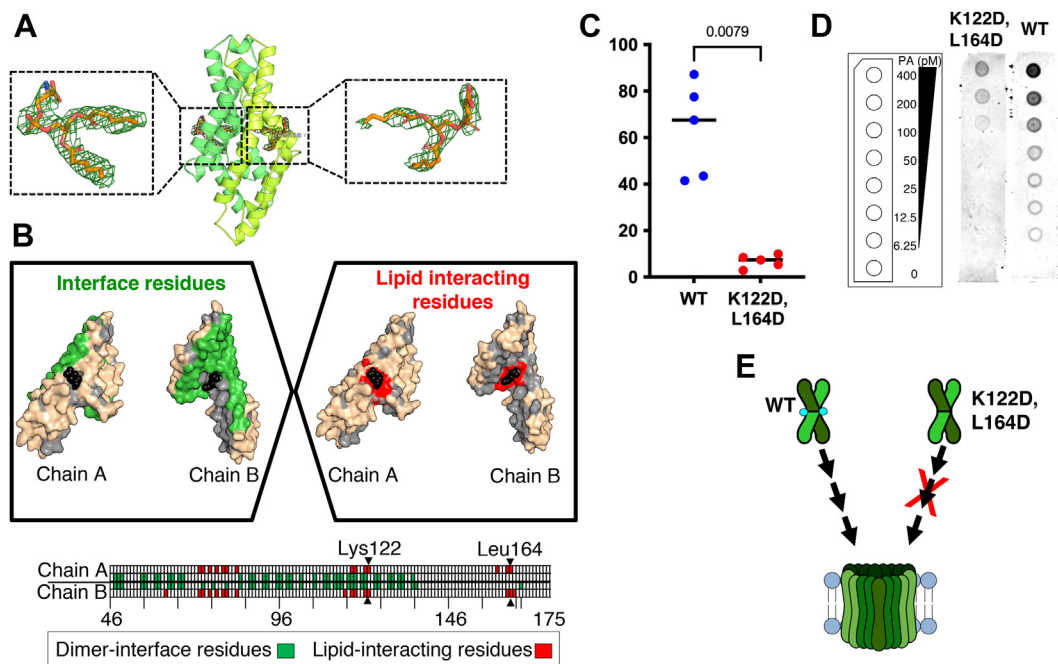 A
B
Interface residues
Chain A
Chain B
Lipid interacting
residues
Chain A
Chain B
Lys122
Leu164
Chain A
Chain B
46
96
146
175
Dimer-interface residues
Lipid-interacting residues
C
0.0079
100
80
60
40
20
0
WT
K122D,
L164D
D
K122D,
L164D
WT
PA (pM)
400
200
100
50
25
12.5
6.25
0
E
WT
K122D,
L164D